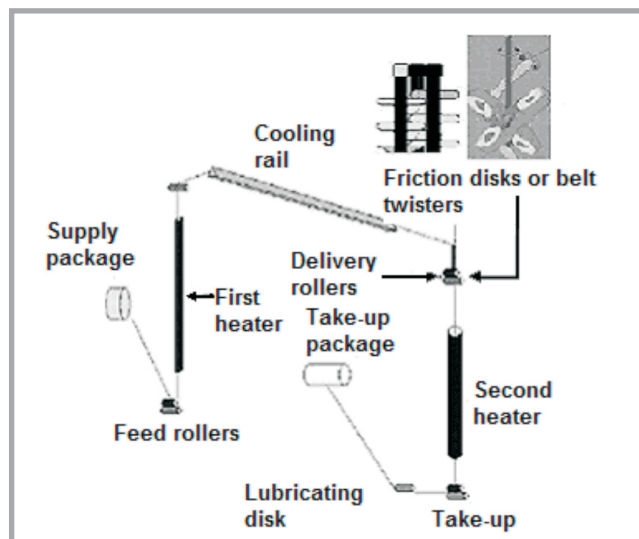 Cooling
rail
Friction disks or belt
twisters
Supply
package
First
heater
Delivery
rollers
Take-up
package
Second
heater
Feed rollers
Lubricating
disk
Take-up